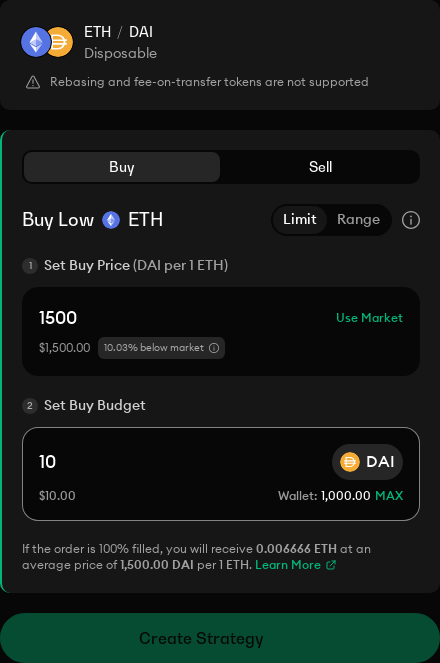 ETH / DAI
Disposable
Rebasing and fee-on-transfer tokens are not supported
Buy Sell
Buy Low ETH Limit Range
1 Set Buy Price (DAI per 1 ETH)
1500 Use Market
$1,500.00 10.03% below market
2 Set Buy Budget
10 DAI
$10.00 Wallet: 1,000.00 MAX
If the order is 100% filled, you will receive 0.006666 ETH at an
average price of 1,500.00 DAI per 1 ETH. Learn More
Create Strategy